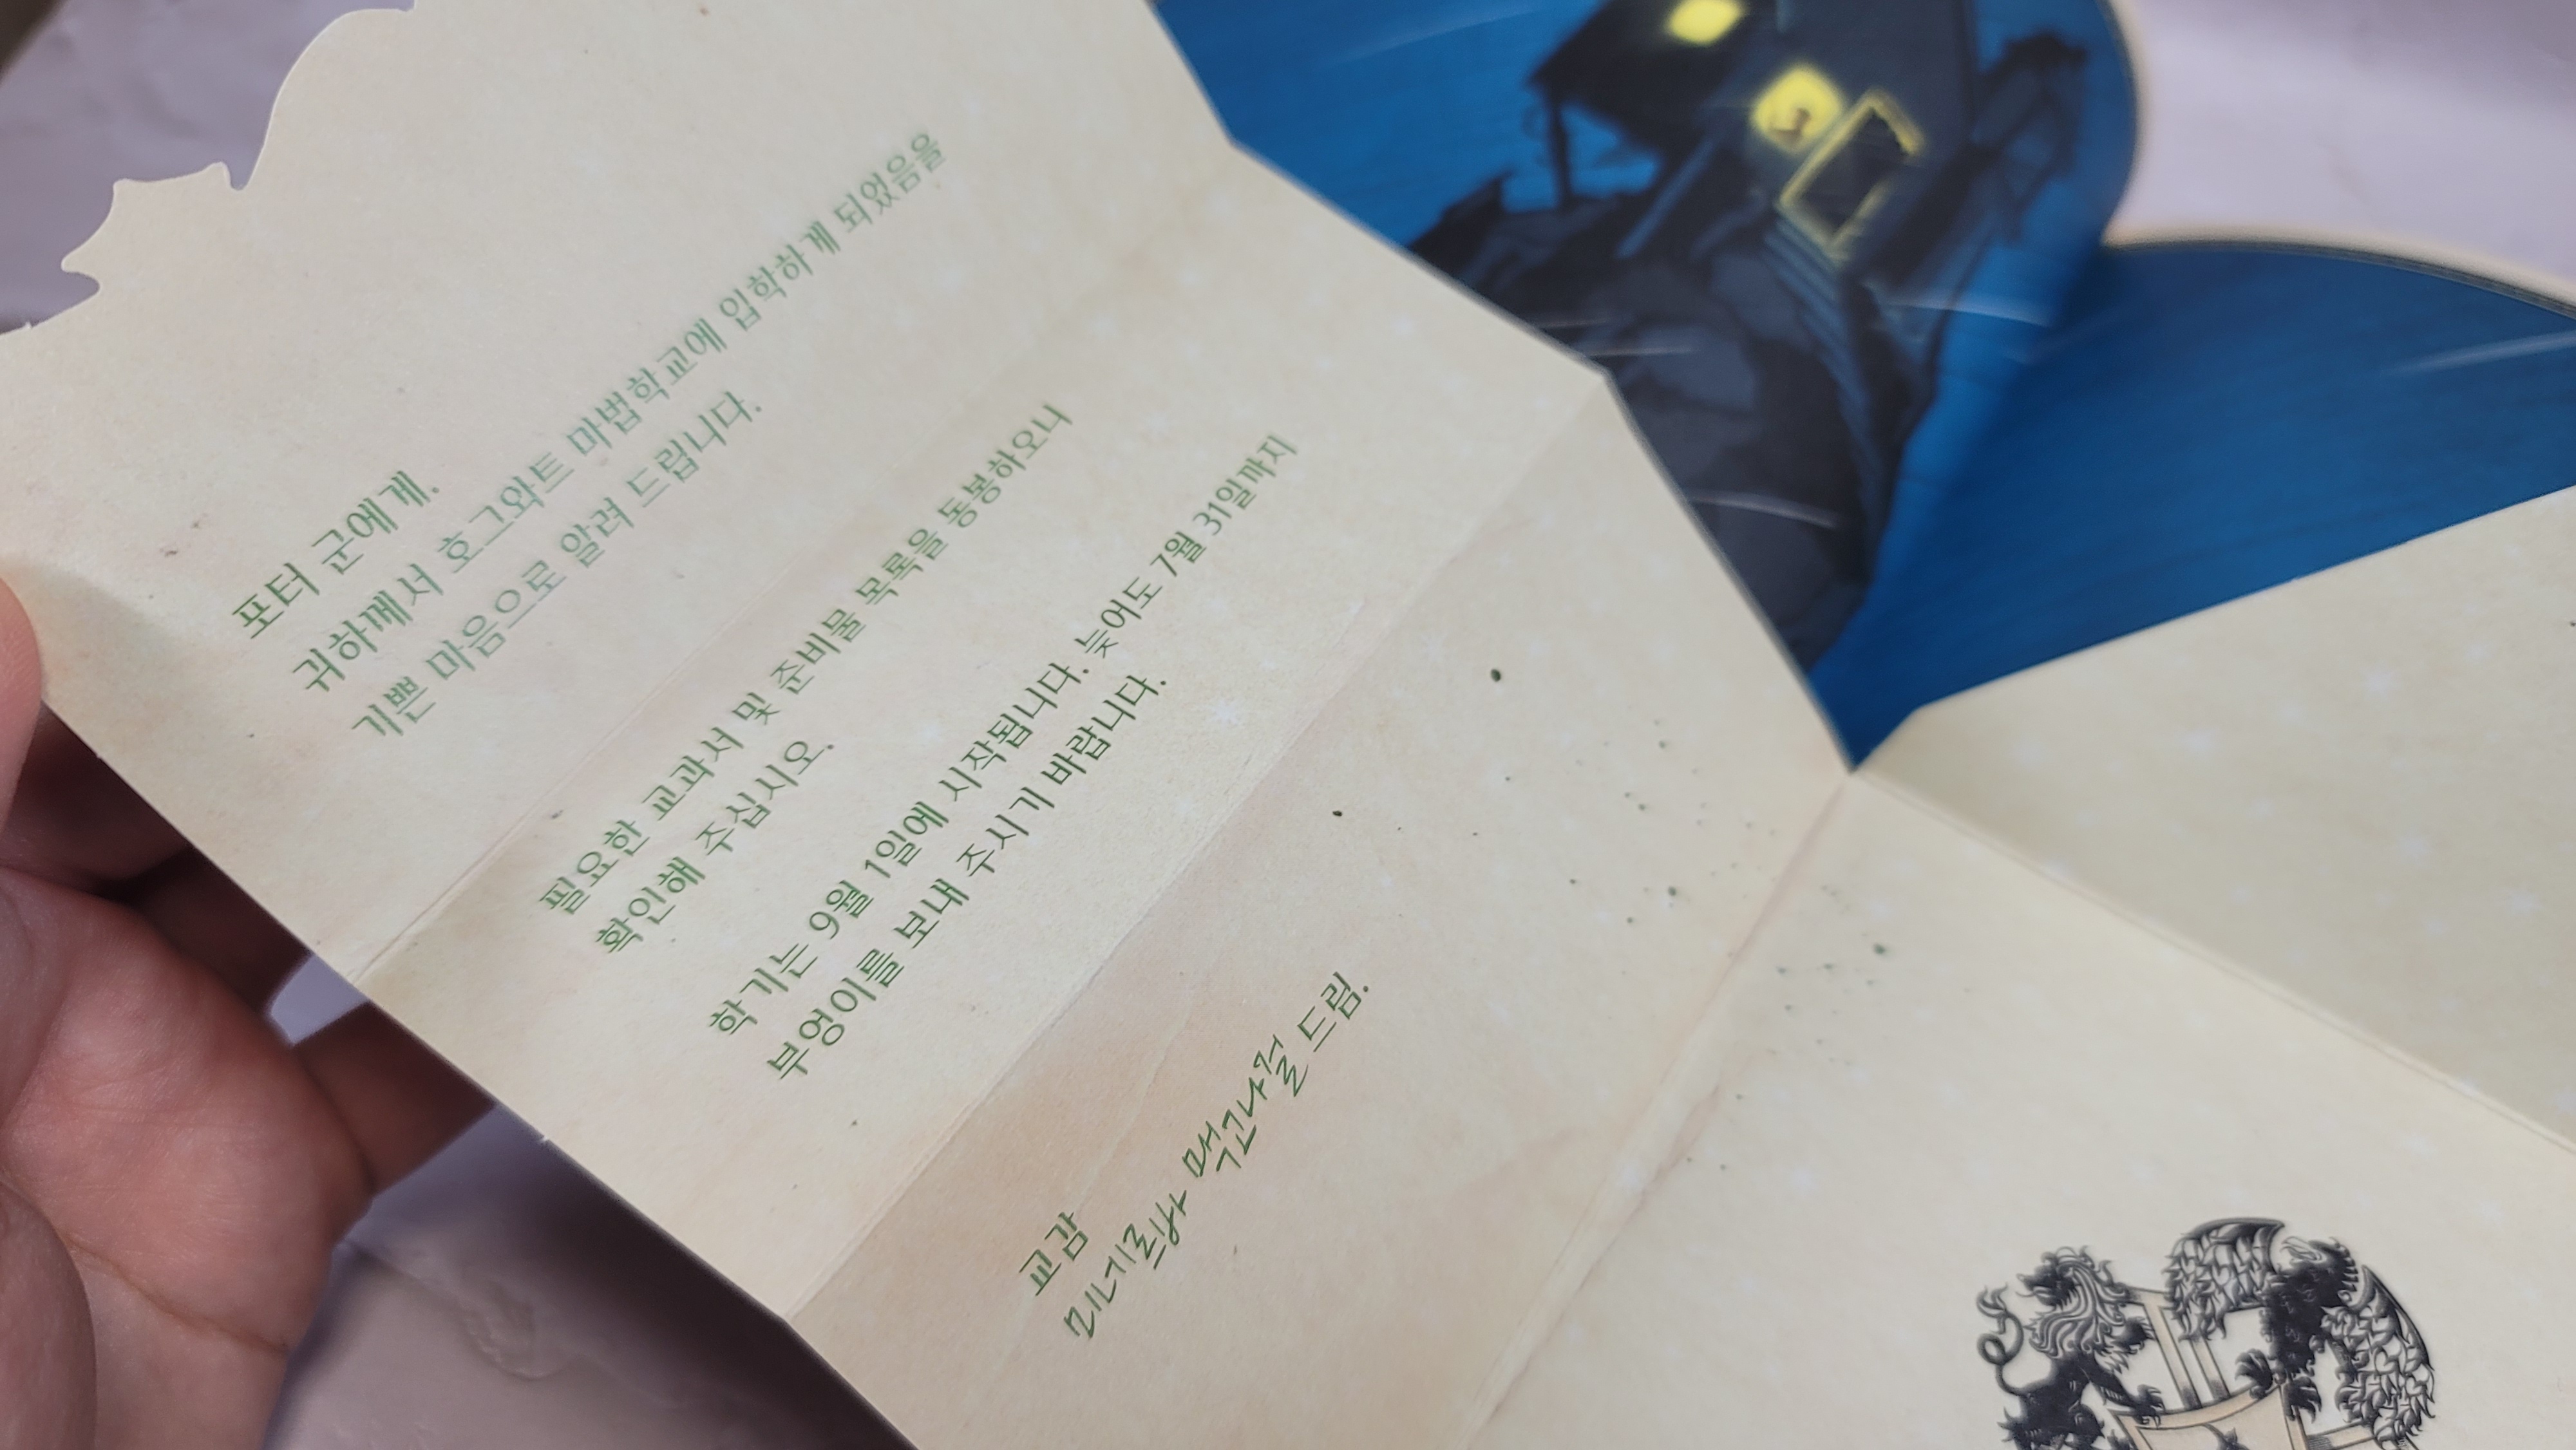 포터 군에게.
귀하께서 호그와트 마법학교에 입학하게 되었음을
기쁜 마음으로 알려 드립니다.
필요한 교과서 및 준비물 목록을 동봉하오니
확인해 주십시오.
학기는 9월 1일에 시작됩니다. 늦어도 7월 31일까지
부엉이를 보내 주시기 바랍니다.
교감
미네르바 맥고나걸 드림.